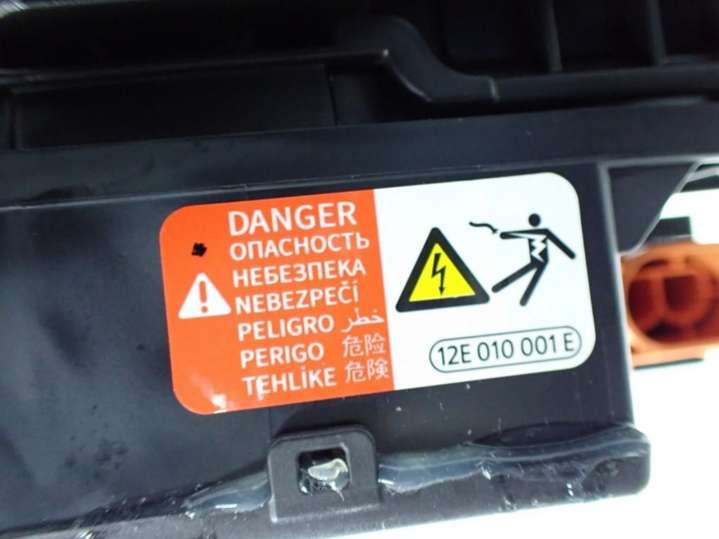 DANGER
ОПАСНОСТЬ
НЕБЕЗПЕКА
NEBEZPEČÍ
PELIGRO خطر
PERIGO 危险
TEHLİKE 危険
12E 010 001 E